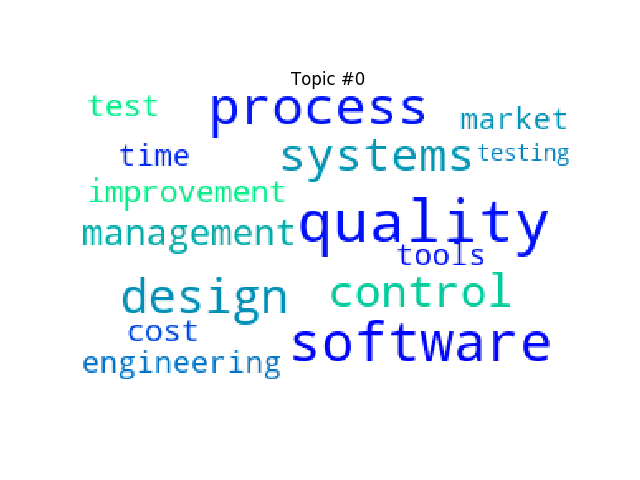 Topic #0
test process market
time systems testing
improvement
management quality
tools
design control
cost software
engineering